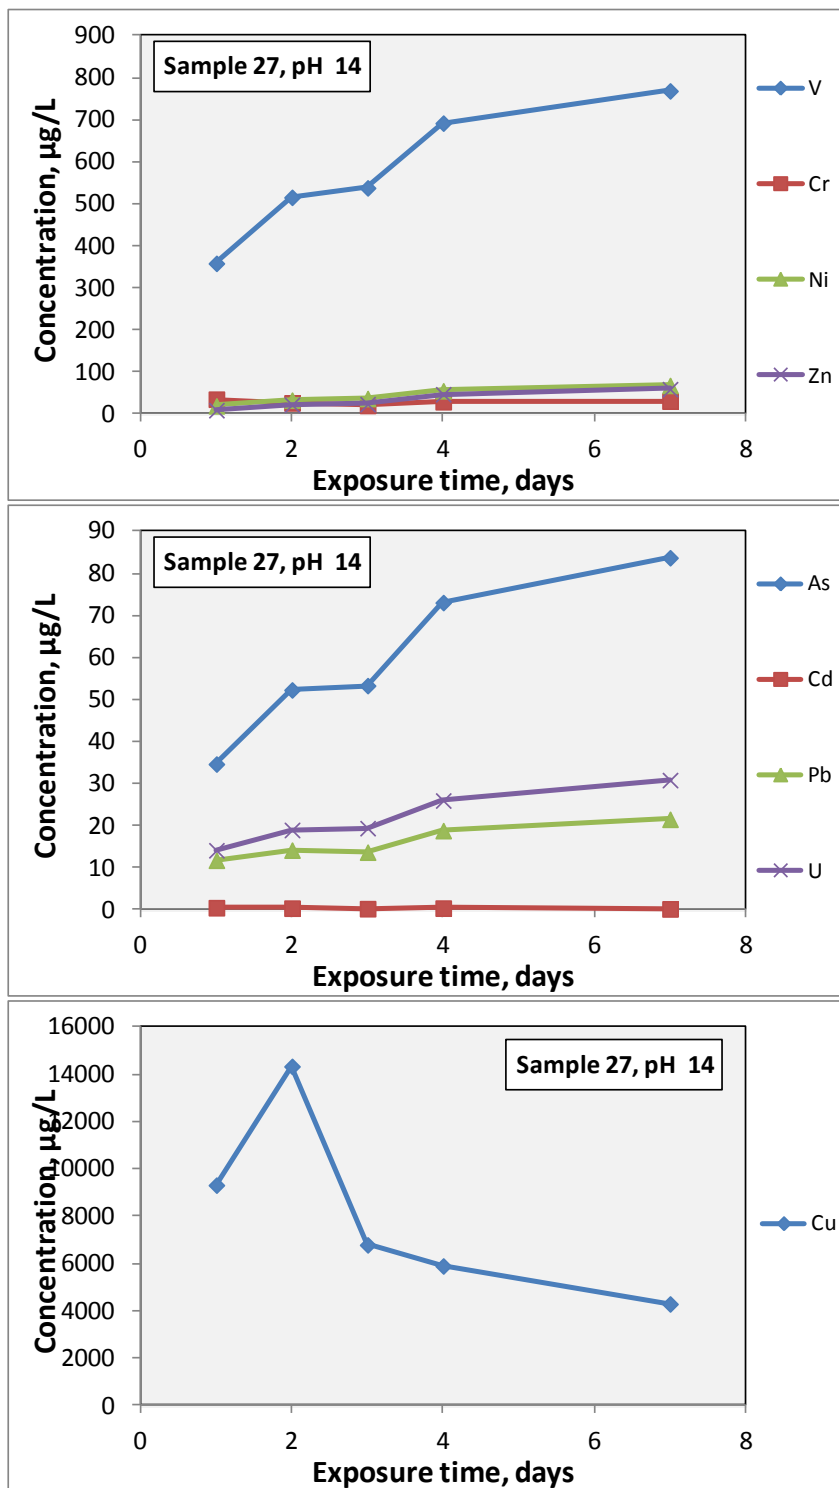 900
800
700
600
500
400
300
200
100
0
Concentration, µg/L
Sample 27, pH 14
0 2 4 6 8
Exposure time, days
V
Cr
Ni
Zn
90
80
70
60
50
40
30
20
10
0
Concentration, µg/L
Sample 27, pH 14
0 2 4 6 8
Exposure time, days
As
Cd
Pb
U
16000
14000
12000
10000
8000
6000
4000
2000
0
Concentration, µg/L
Sample 27, pH 14
0 2 4 6 8
Exposure time, days
Cu